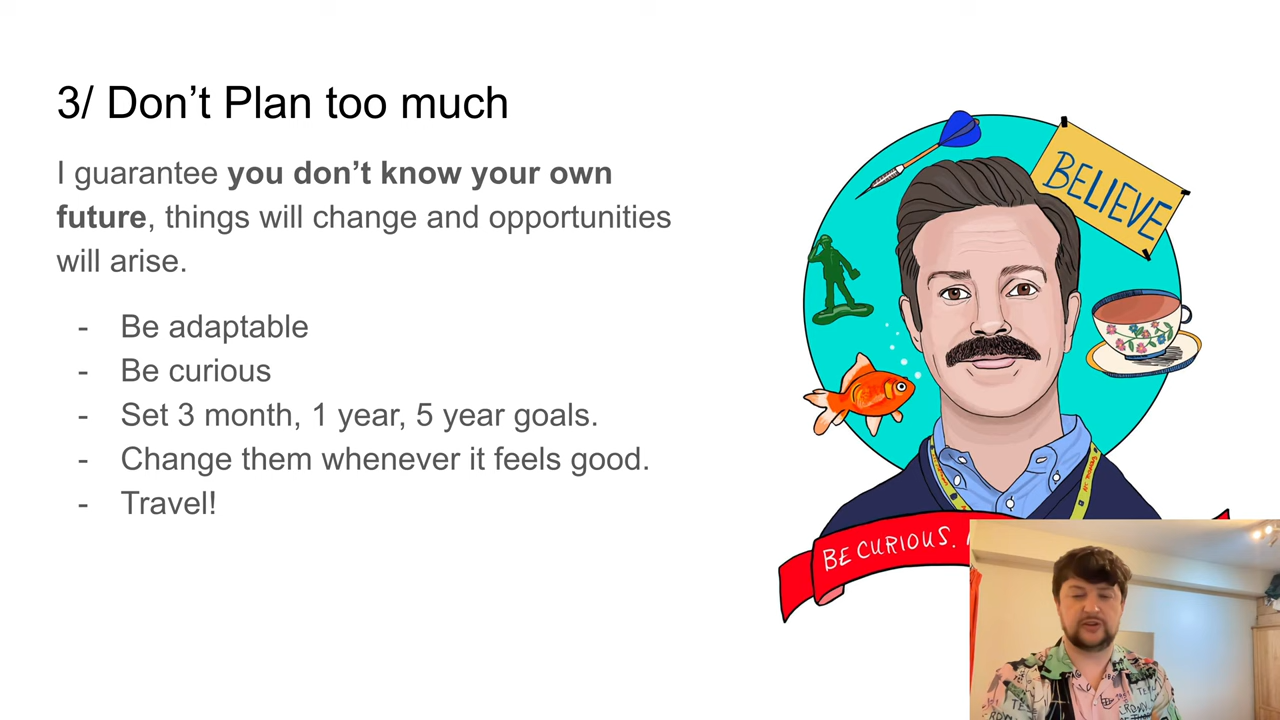 3/ Don’t Plan too much
I guarantee you don’t know your own
future, things will change and opportunities
will arise.
- Be adaptable
- Be curious
- Set 3 month, 1 year, 5 year goals.
- Change them whenever it feels good.
- Travel!
BELIEVE
BE CURIOUS.